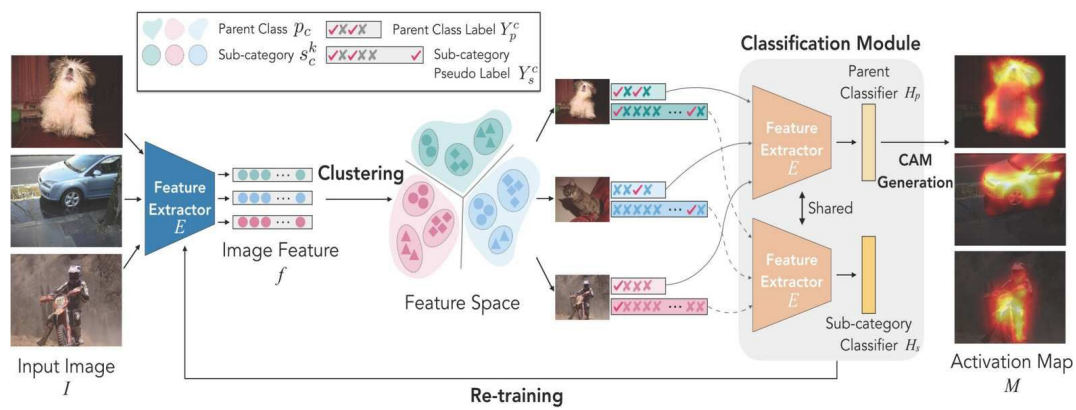 Parent Class p_c
Parent Class Label Y_p^c
Sub-category s_c^k
Sub-category
Pseudo Label Y_s^c
Input Image
I
Feature
Extractor
E
Image Feature
f
Clustering
Feature Space
Classification Module
Feature
Extractor
E
Parent
Classifier H_p
Shared
Feature
Extractor
E
Sub-category
Classifier H_s
CAM
Generation
Activation Map
M
Re-training